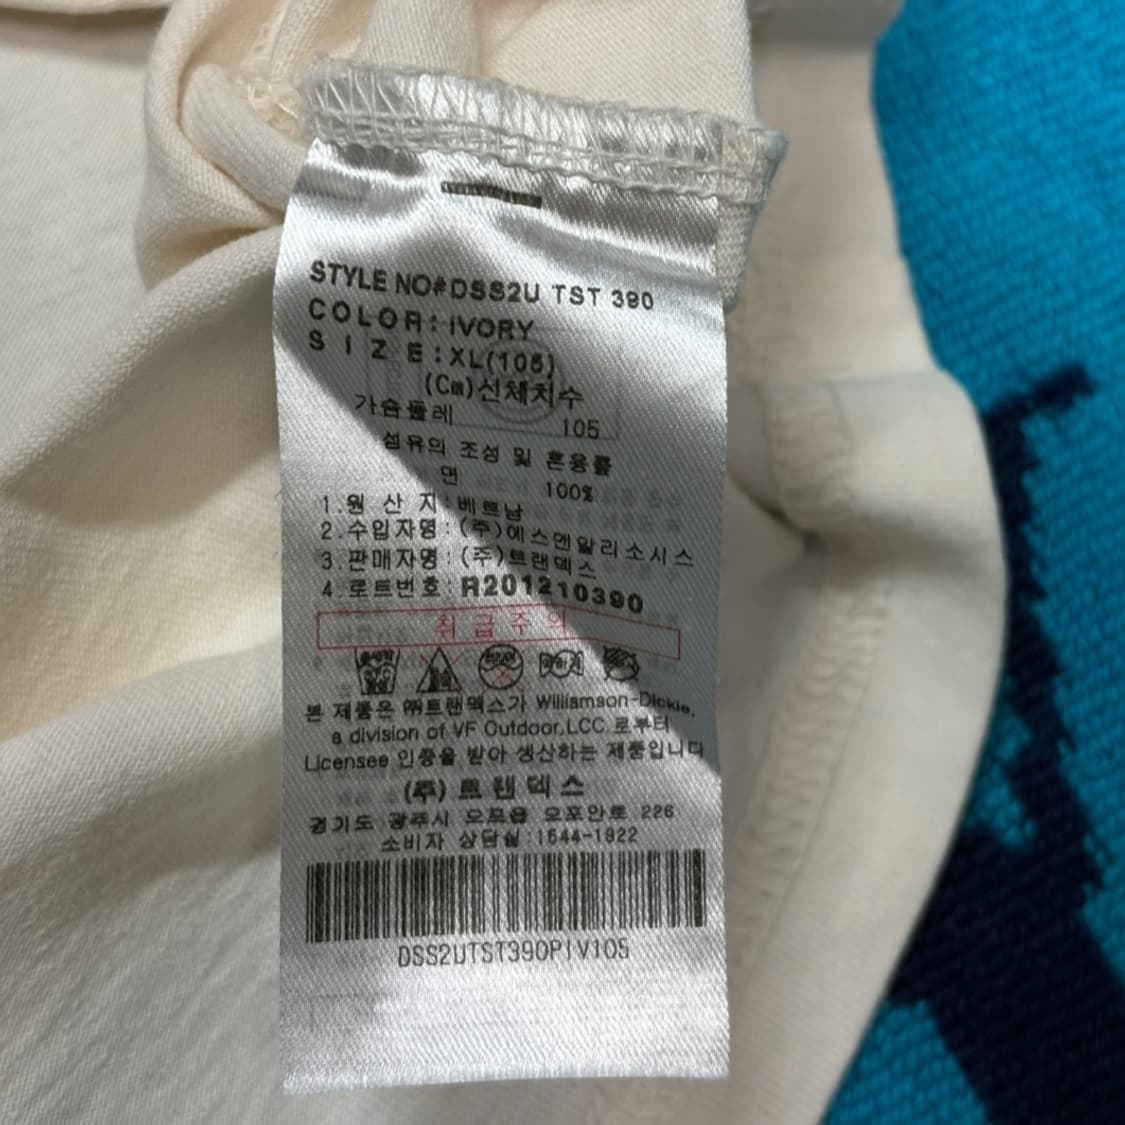 STYLE NO#DSS2U TST 390
COLOR: IVORY
SIZE: XL(105)
(Cm)신체치수
가슴둘레 105
섬유의 조성 및 혼용률
면 100%
1.원 산 지:베트남
2.수입자명:(주)에스엔알리소시스
3.판매자명:(주)트랜덱스
4.로트번호:R201210390
취급주의
본 제품은 ㈜트랜덱스가 Williamson-Dickie,
a division of VF Outdoor,LCC 로부터
Licensee 인증을 받아 생산하는 제품입니다
(주)트랜덱스
경기도 광주시 오포읍 오포안로 226
소비자 상담실:1644-1922
DSS2UTST390PIV105